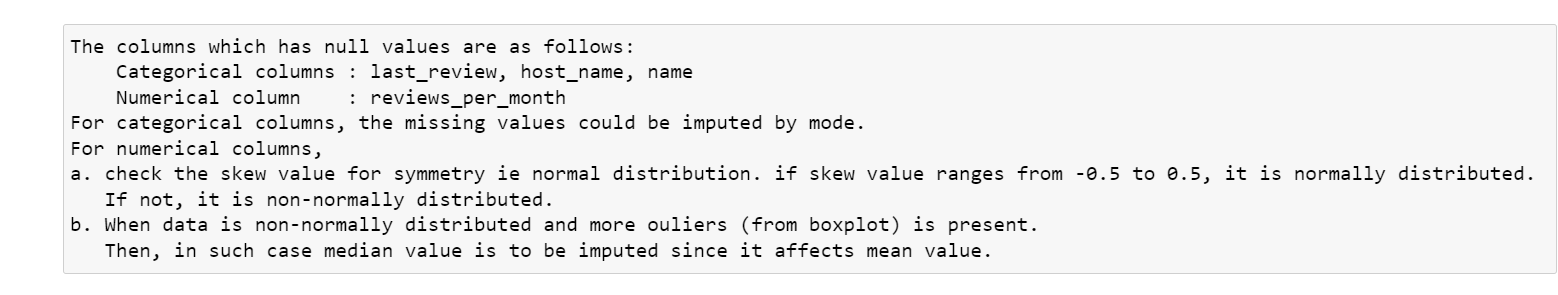 The columns which has null values are as follows:
    Categorical columns : last_review, host_name, name
    Numerical column    : reviews_per_month
For categorical columns, the missing values could be imputed by mode.
For numerical columns,
a. check the skew value for symmetry ie normal distribution. if skew value ranges from -0.5 to 0.5, it is normally distributed.
   If not, it is non-normally distributed.
b. When data is non-normally distributed and more ouliers (from boxplot) is present.
   Then, in such case median value is to be imputed since it affects mean value.